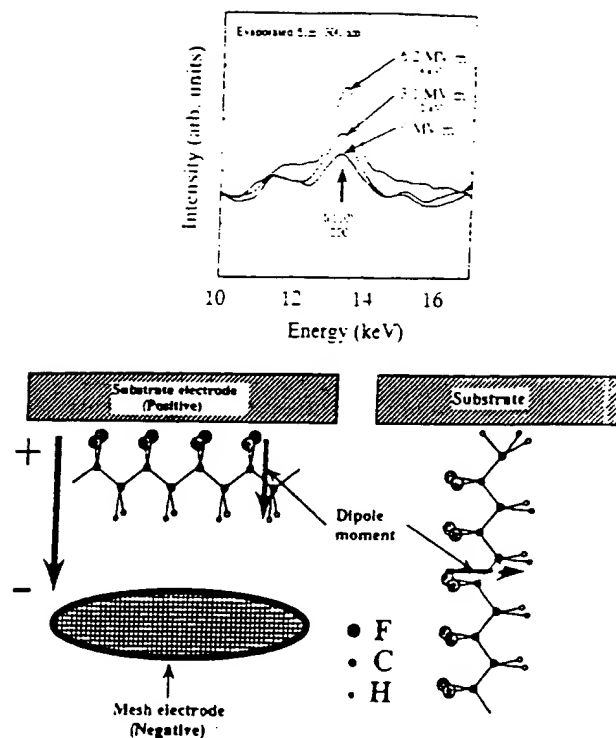 Evaporated
Intensity (arb. units)
10
12
14
16
Energy (keV)
Substrate electrode
(Positive)
Substrate
+
Dipole
moment
−
F
C
H
Mesh electrode
(Negative)